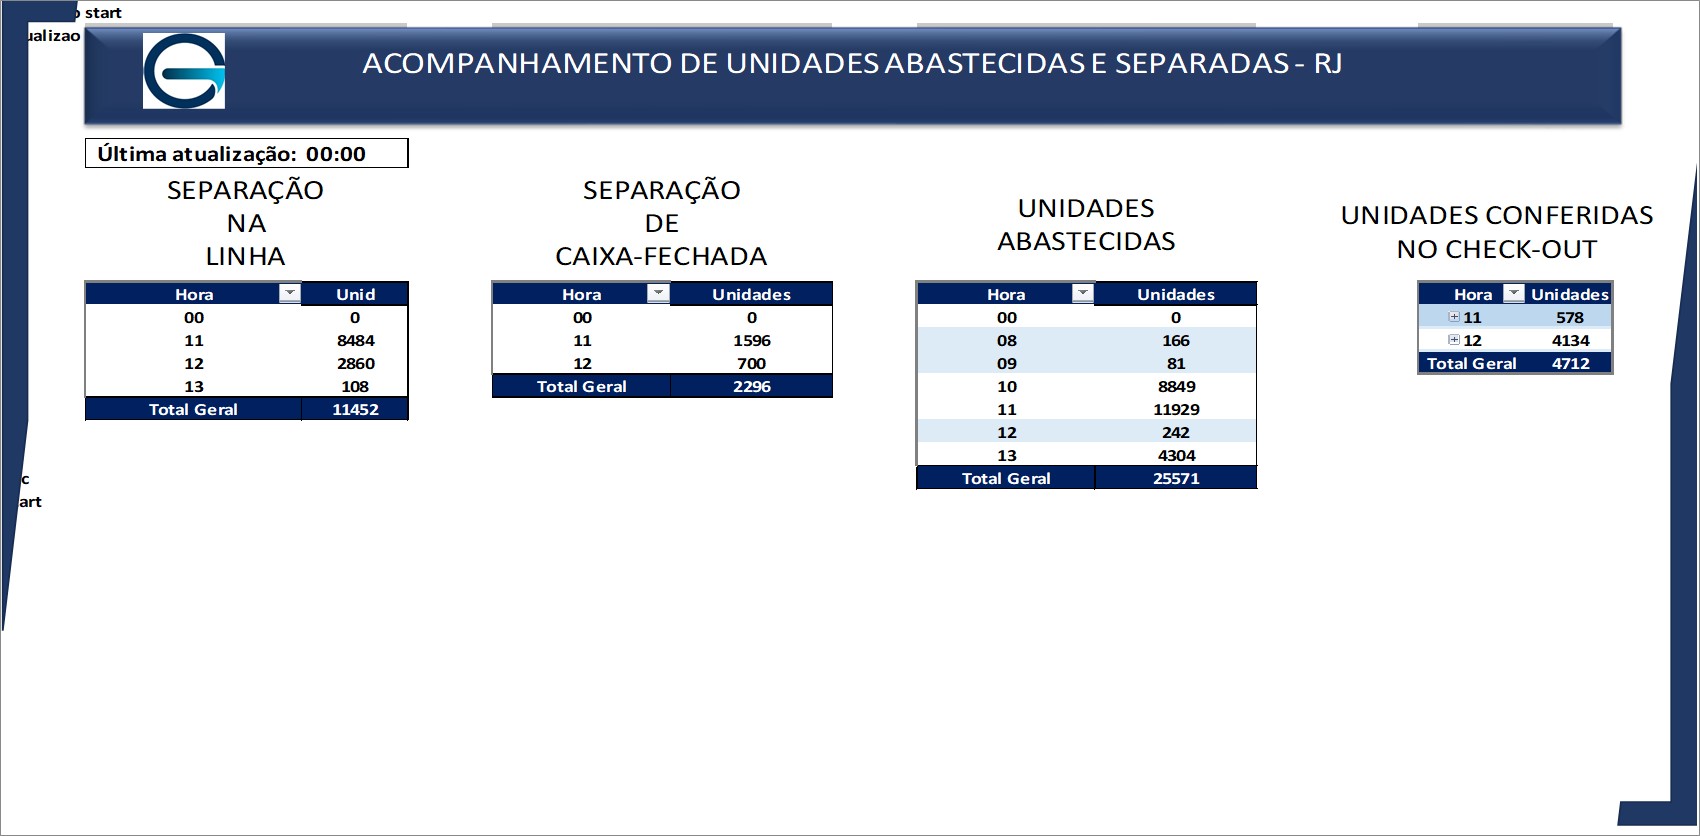 start
ualizao
ACOMPANHAMENTO DE UNIDADES ABASTECIDAS E SEPARADAS - RJ
Última atualização: 00:00
SEPARAÇÃO
NA
LINHA
Hora Unid
00 0
11 8484
12 2860
13 108
Total Geral 11452
SEPARAÇÃO
DE
CAIXA-FECHADA
Hora Unidades
00 0
11 1596
12 700
Total Geral 2296
UNIDADES
ABASTECIDAS
Hora Unidades
00 0
08 166
09 81
10 8849
11 11929
12 242
13 4304
Total Geral 25571
UNIDADES CONFERIDAS
NO CHECK-OUT
Hora Unidades
11 578
12 4134
Total Geral 4712
c
art